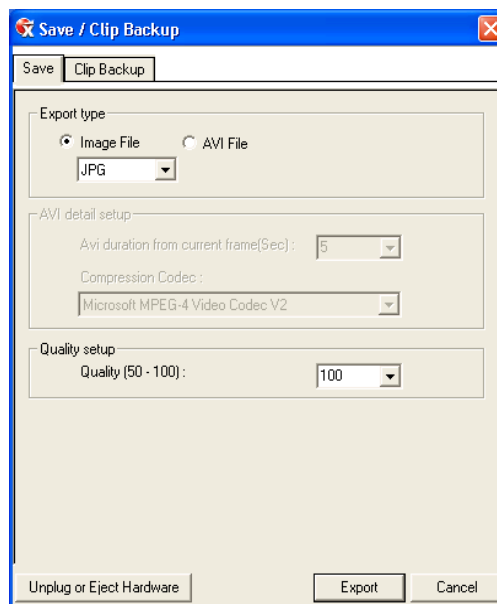 Save / Clip Backup
Save
Clip Backup
Export type
Image File
AVI File
JPG
AVI detail setup
Avi duration from current frame(Sec) :
5
Compression Codec :
Microsoft MPEG-4 Video Codec V2
Quality setup
Quality (50 - 100) :
100
Unplug or Eject Hardware
Export
Cancel